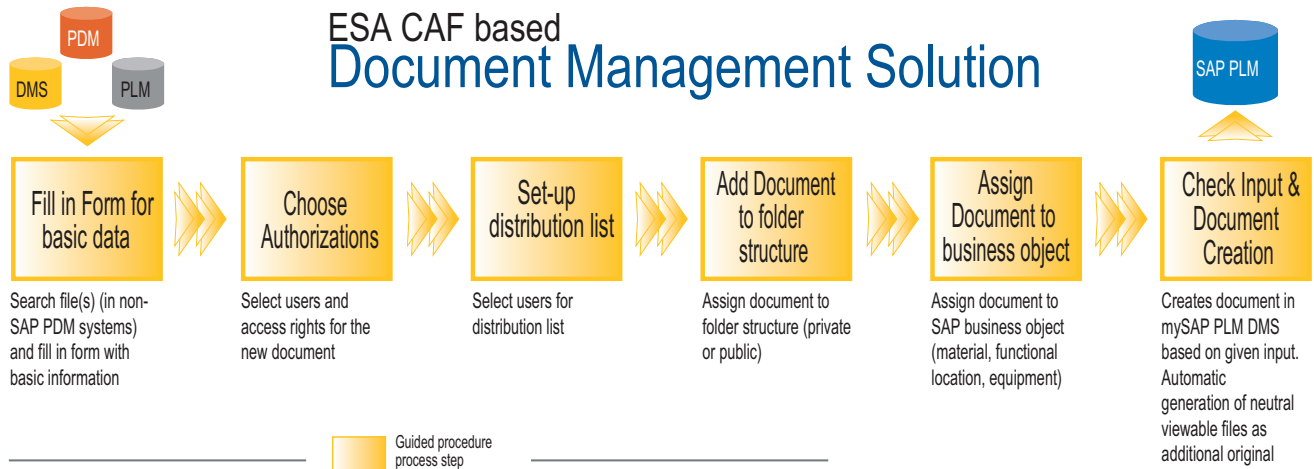 PDM
DMS
PLM
ESA CAF based
Document Management Solution
SAP PLM
Fill in Form for
basic data
Choose
Authorizations
Set-up
distribution list
Add Document
to folder
structure
Assign
Document to
business object
Check Input &
Document
Creation
Search file(s) (in non-
SAP PDM systems)
and fill in form with
basic information
Select users and
access rights for the
new document
Select users for
distribution list
Assign document to
folder structure (private
or public)
Assign document to
SAP business object
(material, functional
location, equipment)
Creates document in
mySAP PLM DMS
based on given input.
Automatic
generation of neutral
viewable files as
additional original
Guided procedure
process step